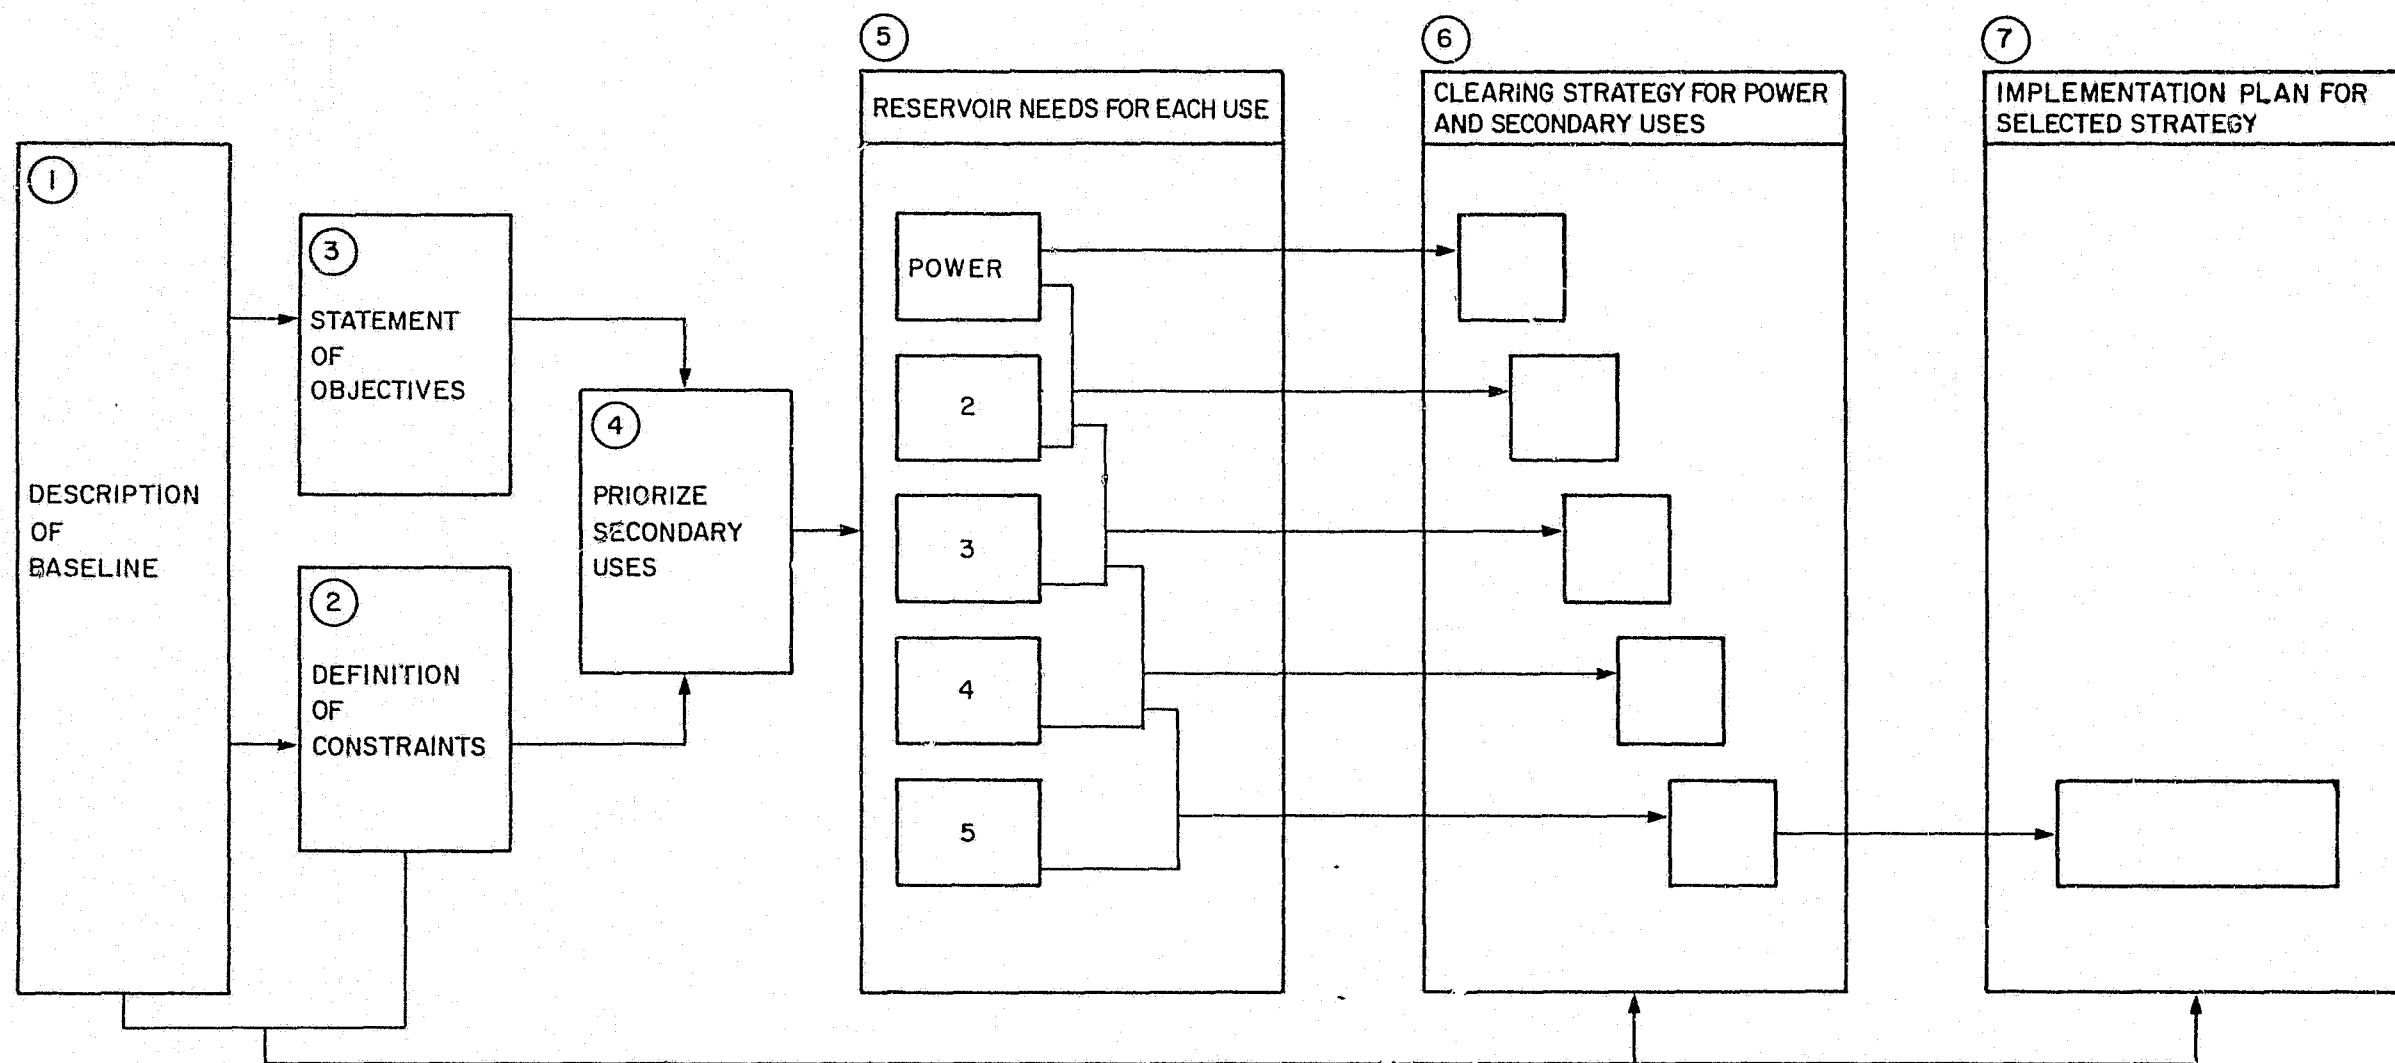 1
DESCRIPTION
OF
BASELINE
3
STATEMENT
OF
OBJECTIVES
2
DEFINITION
OF
CONSTRAINTS
4
PRIORIZE
SECONDARY
USES
5
RESERVOIR NEEDS FOR EACH USE
POWER
2
3
4
5
6
CLEARING STRATEGY FOR POWER
AND SECONDARY USES
7
IMPLEMENTATION PLAN FOR
SELECTED STRATEGY